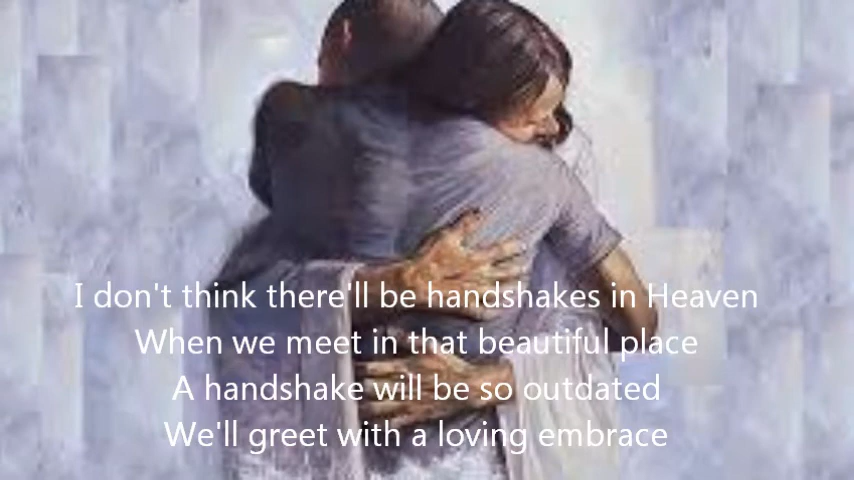 I don't think there'll be handshakes in Heaven
When we meet in that beautiful place
A handshake will be so outdated
We'll greet with a loving embrace